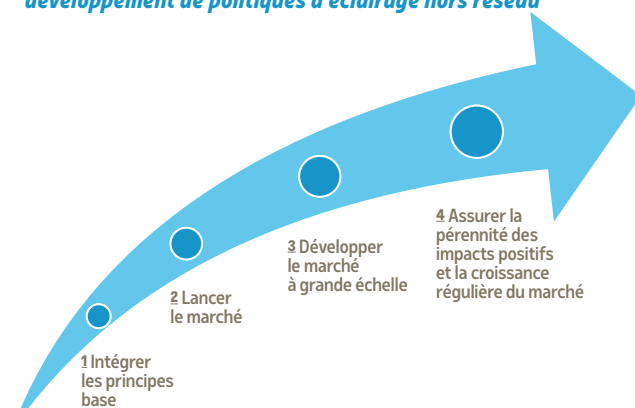 développement de politiques d'éclairage hors réseau
1 Intégrer
les principes
base
2 Lancer
le marché
3 Développer
le marché
à grande échelle
4 Assurer la
pérennité des
impacts positifs
et la croissance
régulière du marché